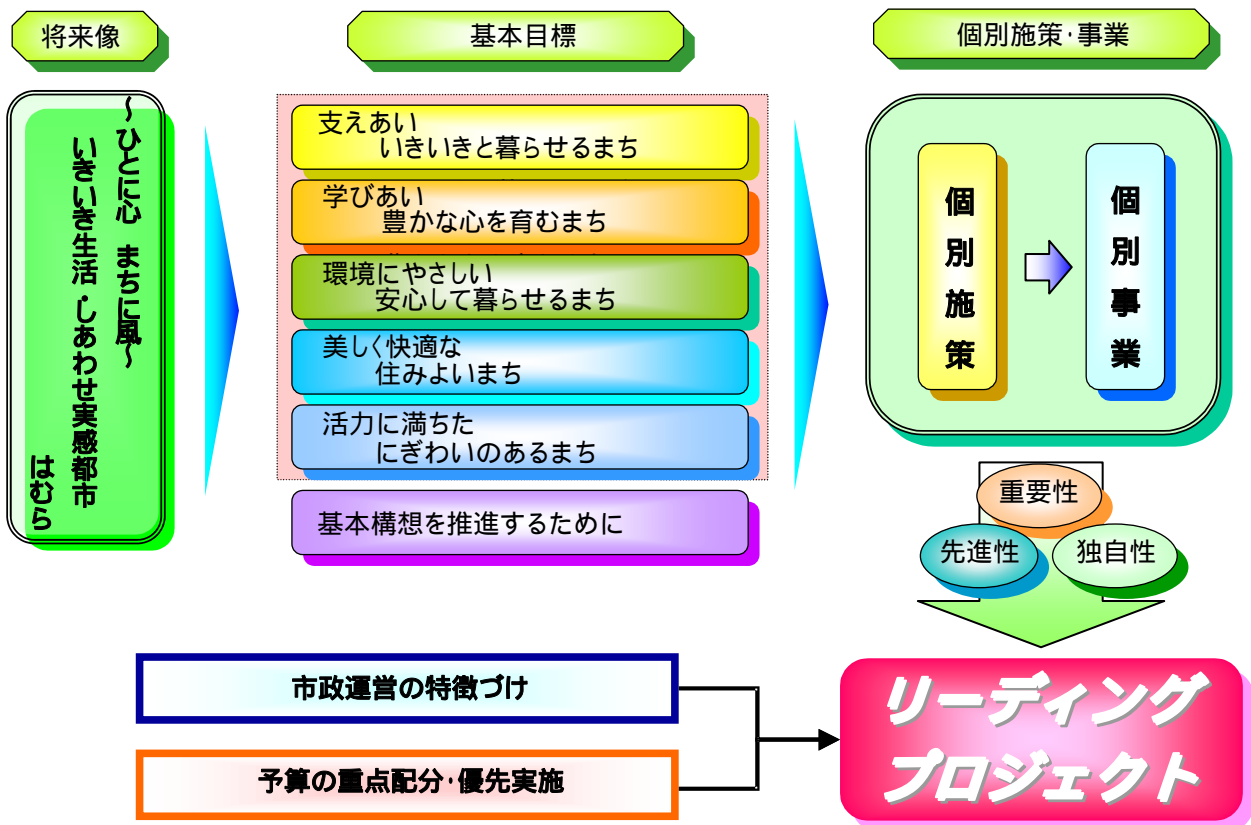 将来像
基本目標
個別施策・事業
～ひとに心 まちに風～
いきいき生活・しあわせ実感都市
はむら
支えあい
いきいきと暮らせるまち
学びあい
豊かな心を育むまち
環境にやさしい
安心して暮らせるまち
美しく快適な
住みよいまち
活力に満ちた
にぎわいのあるまち
基本構想を推進するために
個別施策
個別事業
重要性
先進性
独自性
市政運営の特徴づけ
予算の重点配分・優先実施
リーディング
プロジェクト